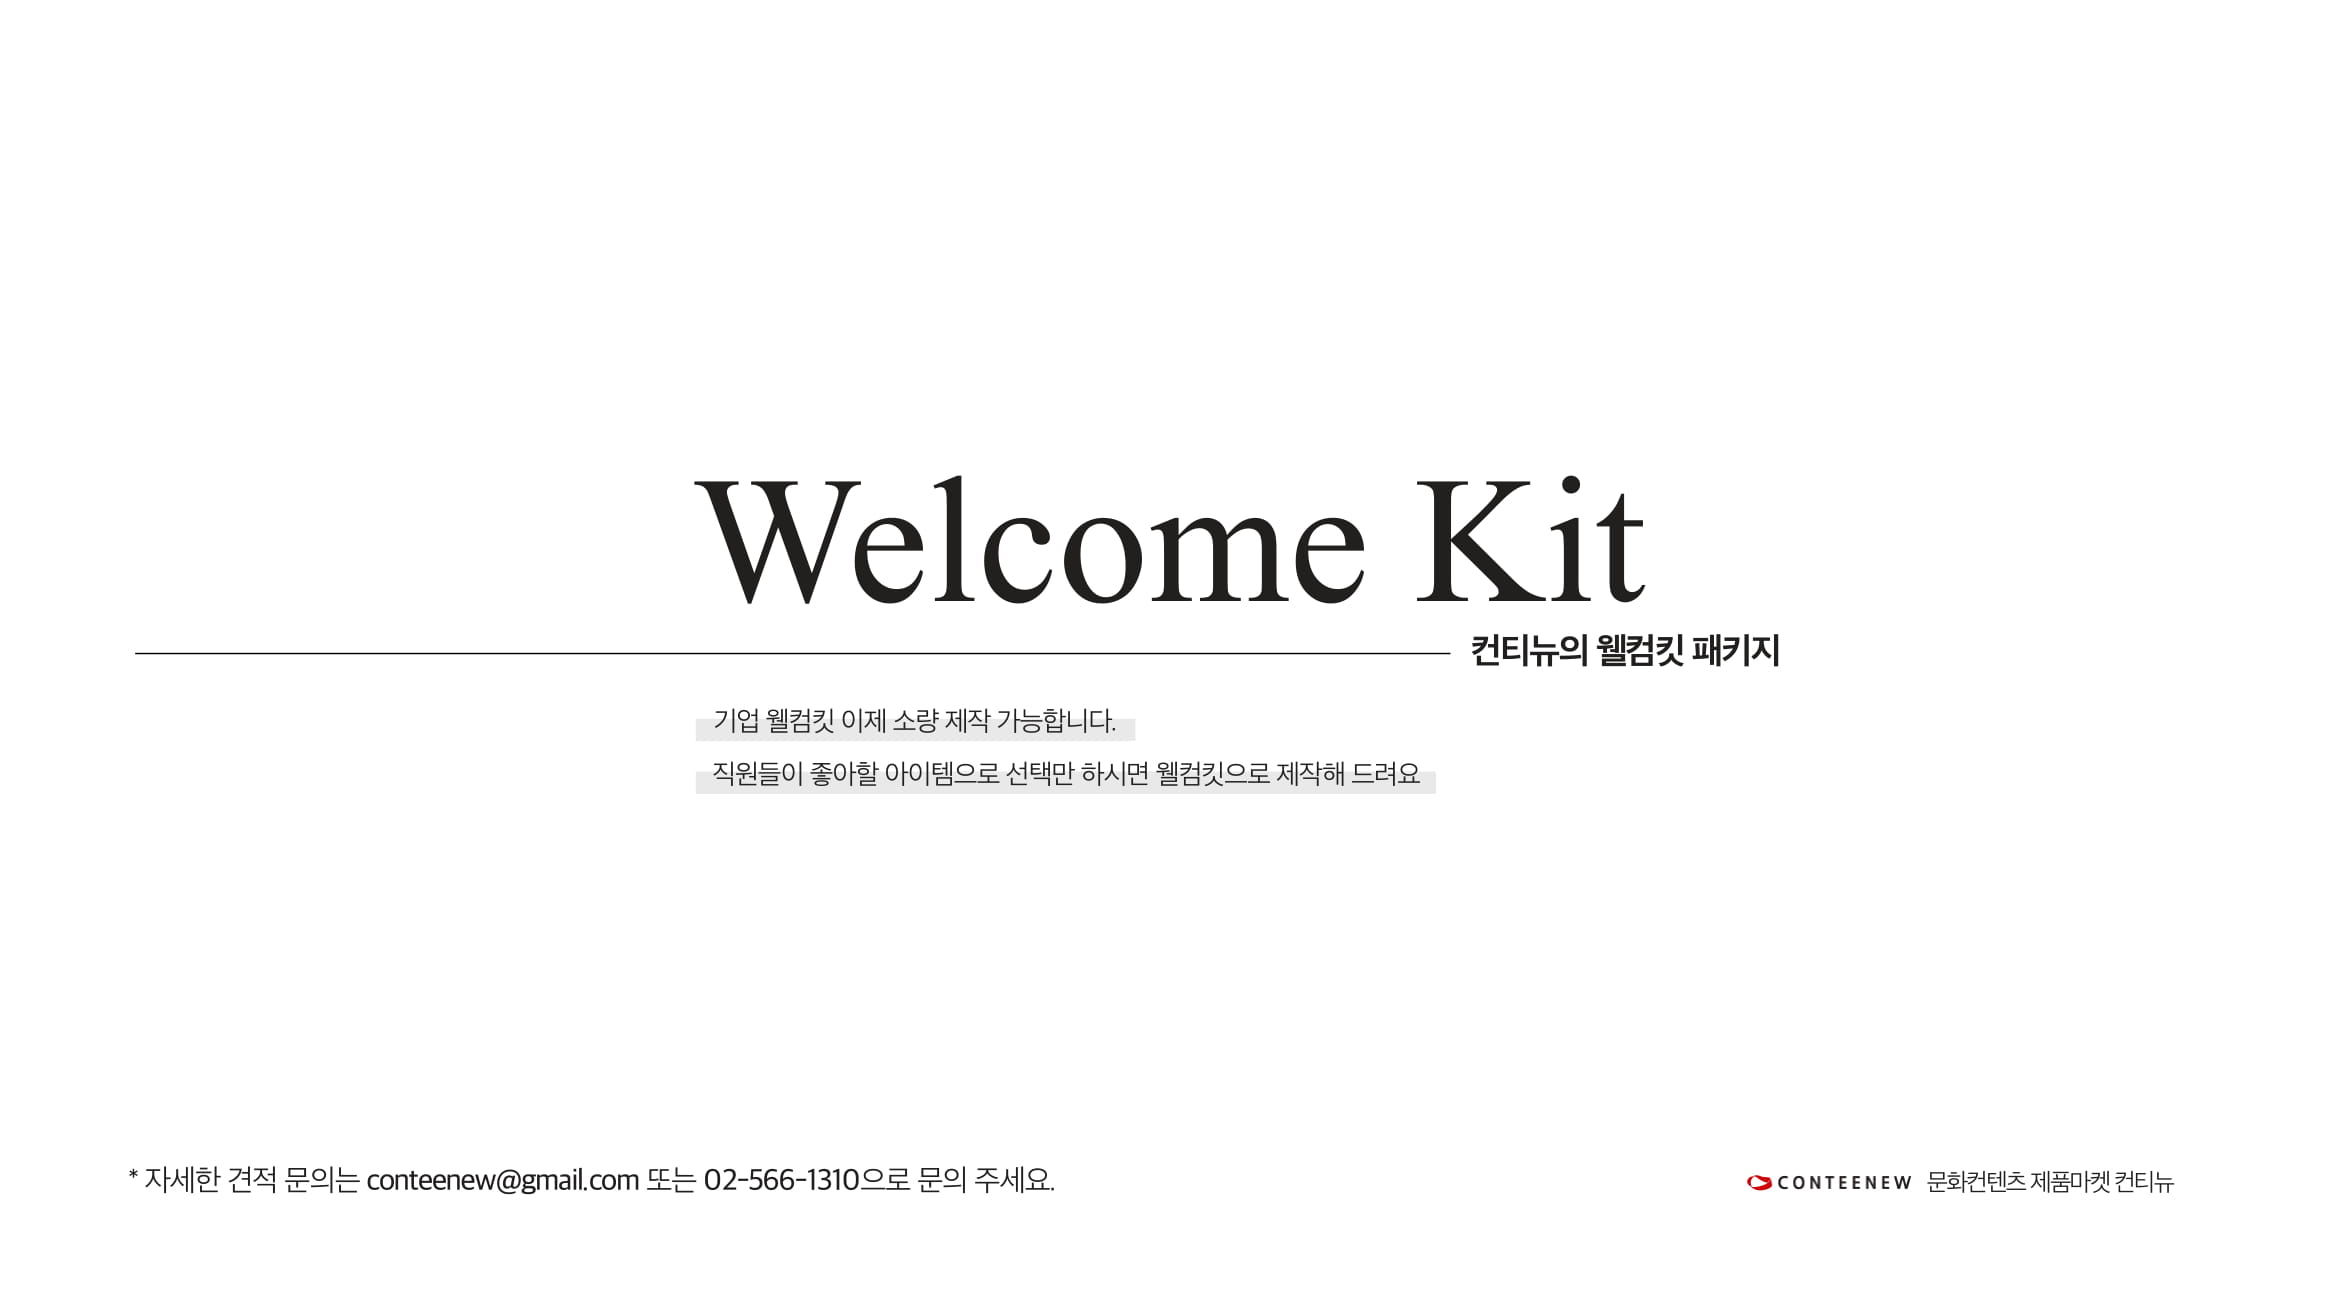 Welcome Kit
컨티뉴의 웰컴킷 패키지
기업 웰컴킷 이제 소량 제작 가능합니다.
직원들이 좋아할 아이템으로 선택만 하시면 웰컴킷으로 제작해 드려요
* 자세한 견적 문의는 conteenew@gmail.com 또는 02-566-1310으로 문의 주세요.
CONTEENEW 문화컨텐츠 제품마켓 컨티뉴